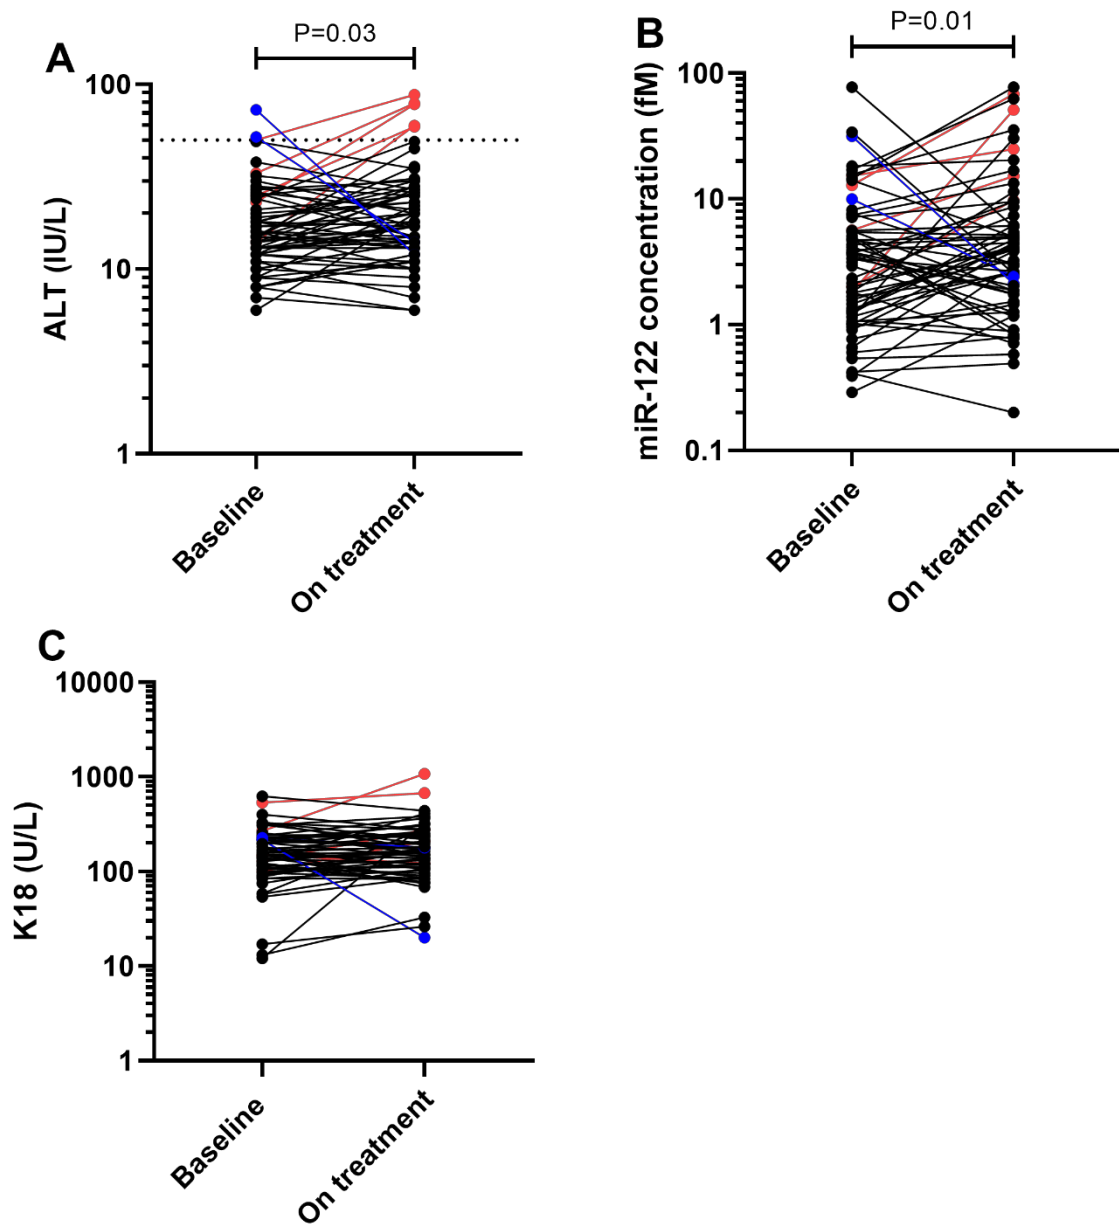 A
P=0.03
ALT (IU/L)
100
10
1
Baseline
On treatment
B
P=0.01
miR-122 concentration (fM)
100
10
1
0.1
Baseline
On treatment
C
K18 (U/L)
10000
1000
100
10
1
Baseline
On treatment